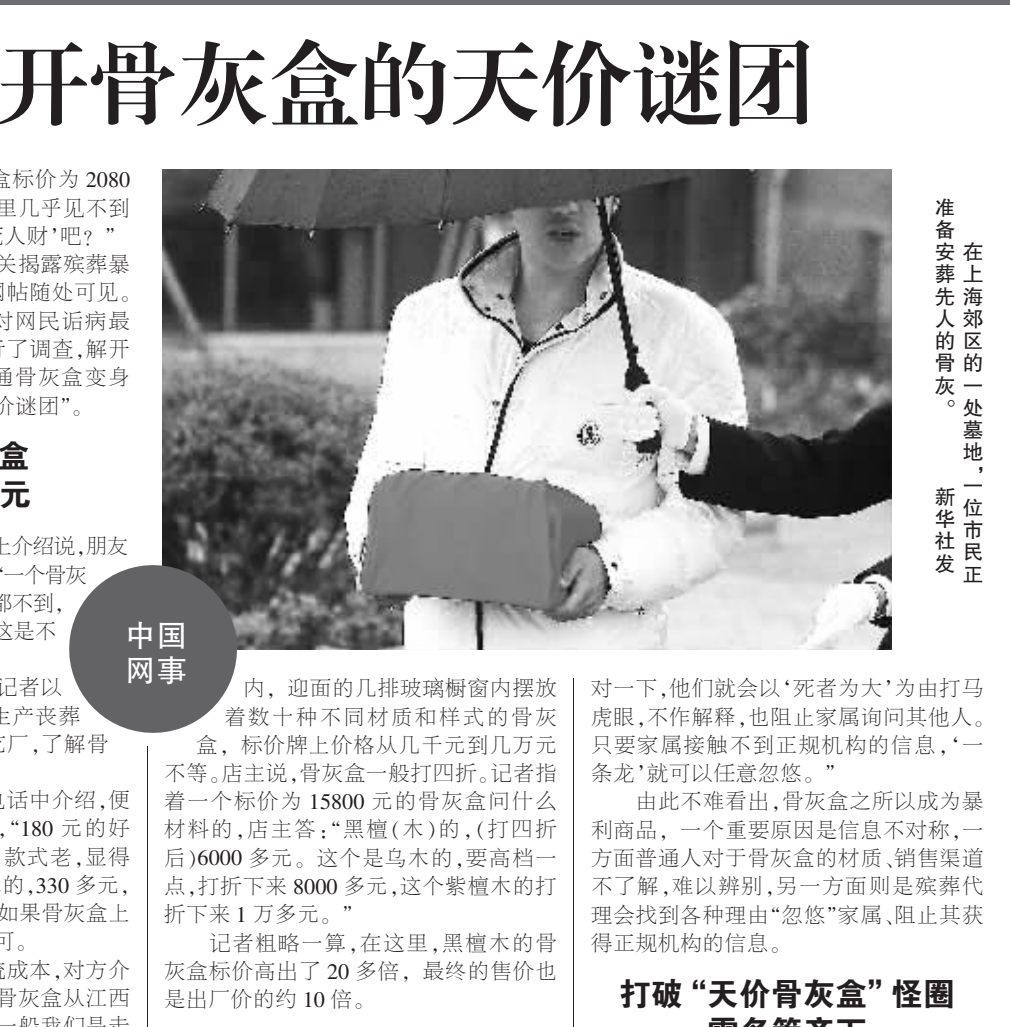 开骨灰盒的天价谜团
盒标价为 2080
里几乎见不到
人财’吧？”
关揭露殡葬暴
网帖随处可见。
对网民诟病最
行了调查,解开
通骨灰盒变身
价谜团”。
盒
元
上介绍说,朋友
“一个骨灰
都不到,
这是不
记者以
生产丧葬
艺厂,了解骨
电话中介绍,便
,“180 元的好
款式老,显得
的,330 多元,
如果骨灰盒上
可。
流成本,对方介
骨灰盒从江西
一般我们是走
中国
网事
在上海郊区的一处墓地,一位市民正
准备安葬先人的骨灰。 新华社发
内，迎面的几排玻璃橱窗内摆放
着数十种不同材质和样式的骨灰
盒，标价牌上价格从几千元到几万元
不等。店主说,骨灰盒一般打四折。记者指
着一个标价为 15800 元的骨灰盒问什么
材料的,店主答:“黑檀(木)的,(打四折
后)6000 多元。这个是乌木的,要高档一
点,打折下来 8000 多元,这个紫檀木的打
折下来 1 万多元。”
记者粗略一算,在这里,黑檀木的骨
灰盒标价高出了 20 多倍，最终的售价也
是出厂价的约 10 倍。
对一下,他们就会以‘死者为大’为由打马
虎眼,不作解释,也阻止家属询问其他人。
只要家属接触不到正规机构的信息,‘一
条龙’就可以任意忽悠。”
由此不难看出,骨灰盒之所以成为暴
利商品，一个重要原因是信息不对称,一
方面普通人对于骨灰盒的材质、销售渠道
不了解,难以辨别,另一方面则是殡葬代
理会找到各种理由“忽悠”家属、阻止其获
得正规机构的信息。
打破“天价骨灰盒”怪圈